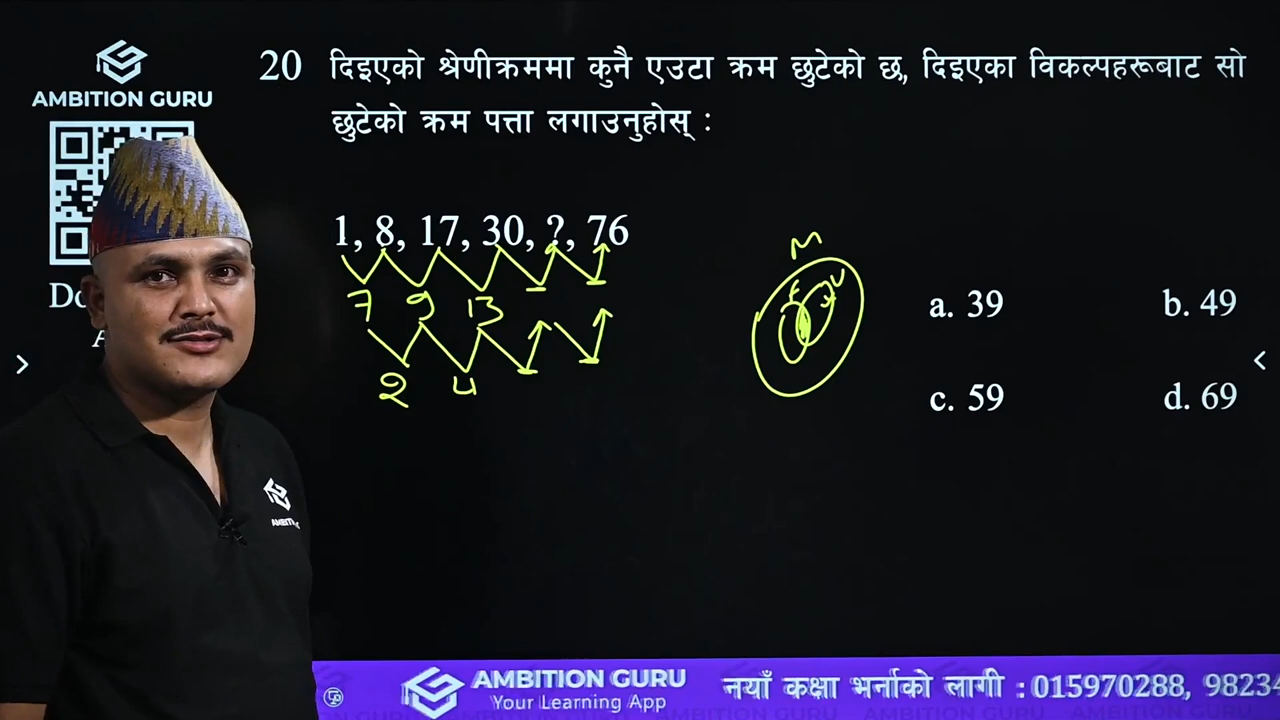 AMBITION GURU
20 दिइएको श्रेणीक्रममा कुनै एउटा क्रम छुटेको छ, दिइएका विकल्पहरूबाट सो
छुटेको क्रम पत्ता लगाउनुहोस् :
1, 8, 17, 30, ?, 76
7 9 13
2 4
M
a. 39
b. 49
c. 59
d. 69
AMBITION GURU
Your Learning App
नयाँ कक्षा भर्नाको लागी : 015970288, 9823